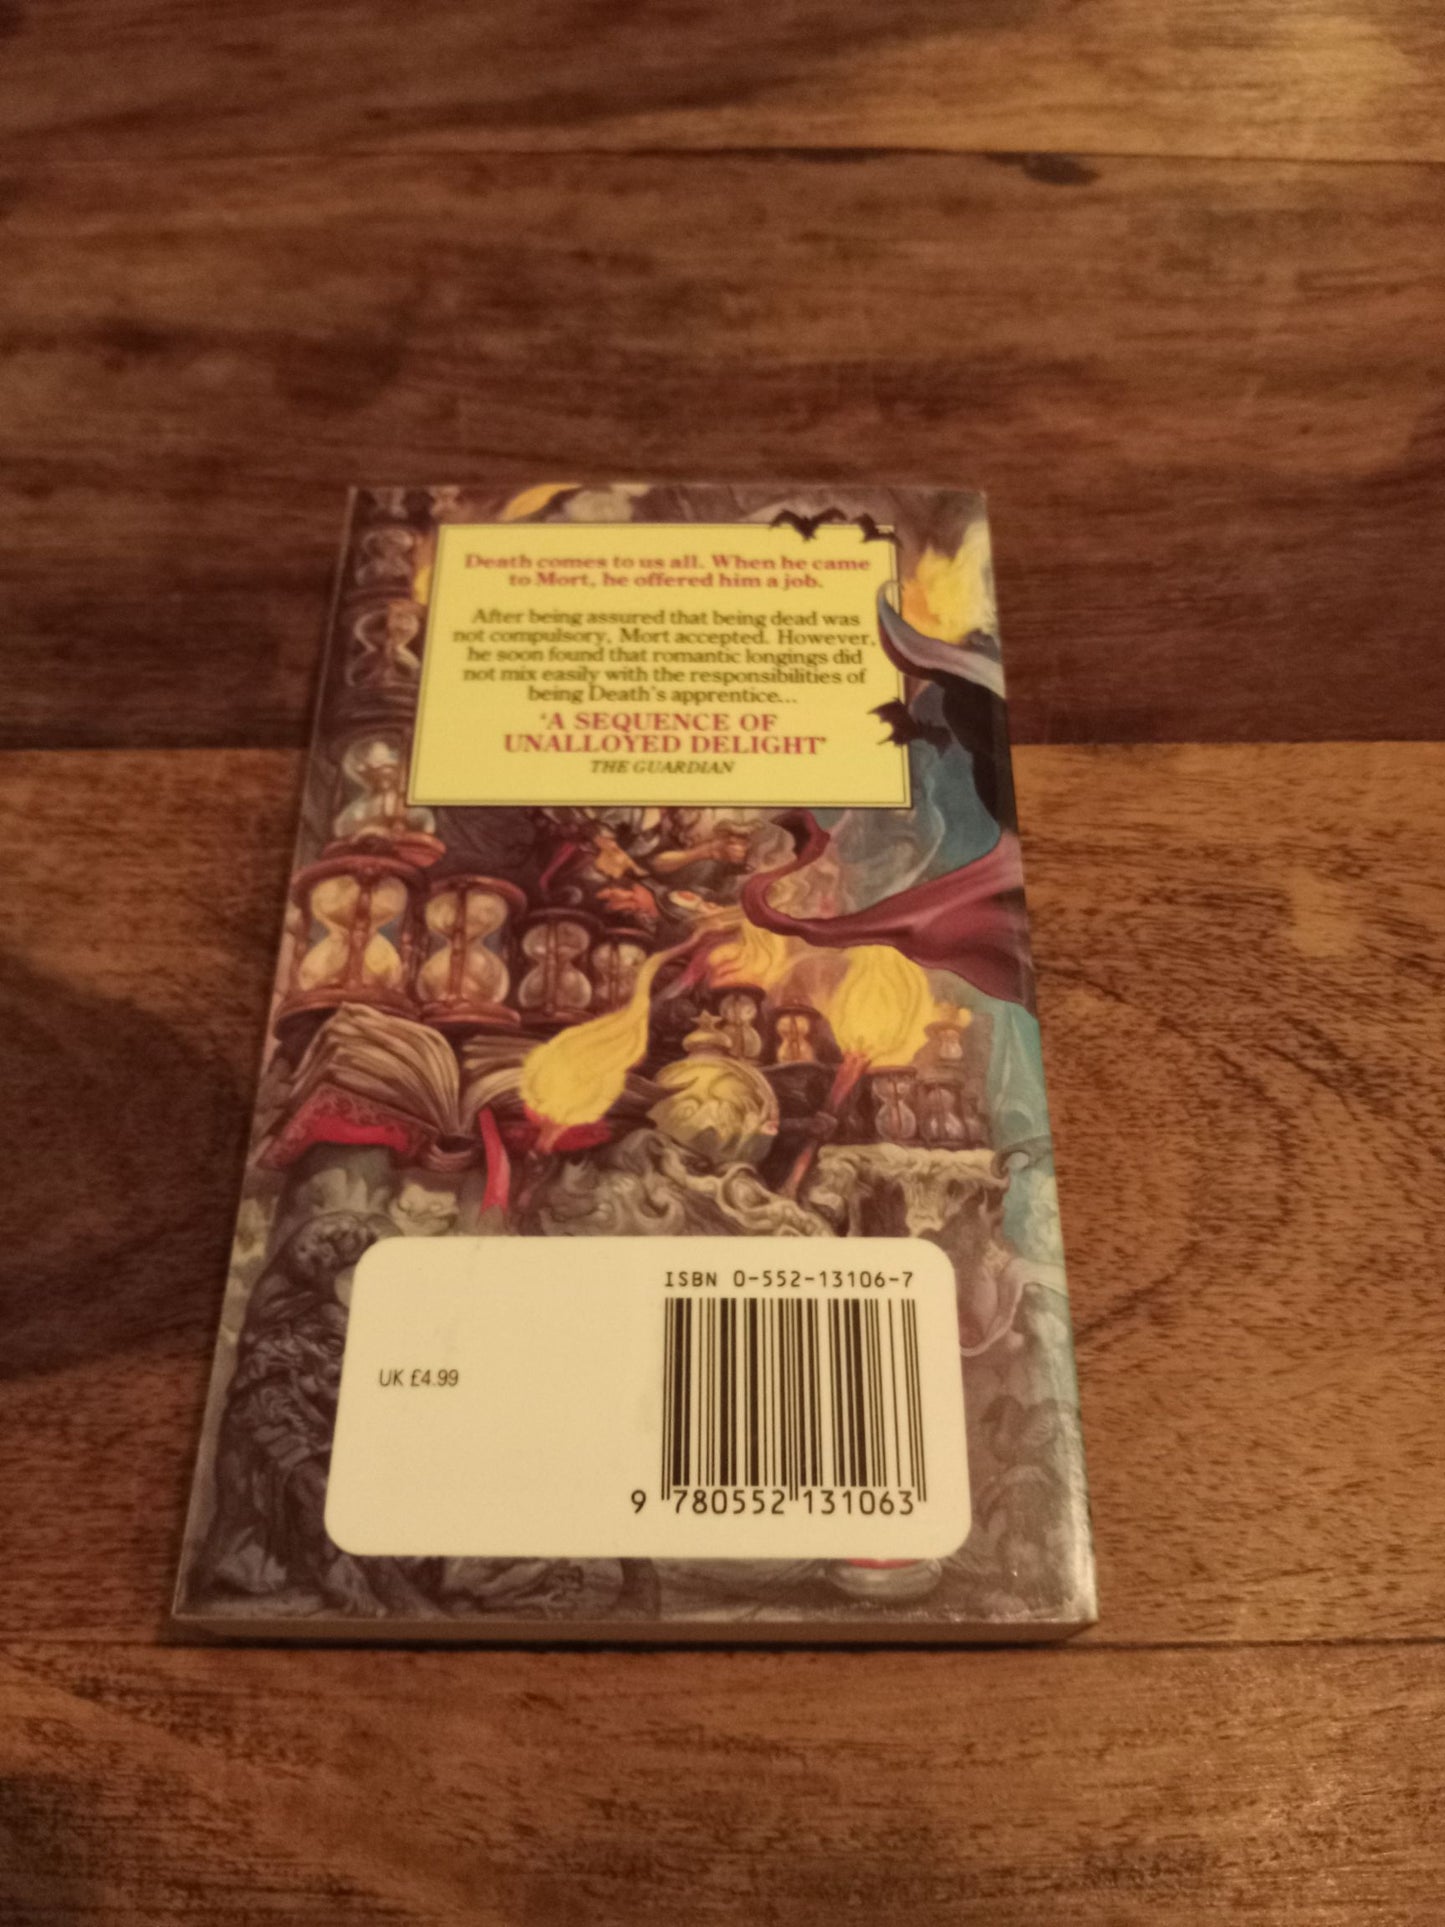 Death comes to us all. When he came
to Mort, he offered him a job.
After being assured that being dead was
not compulsory, Mort accepted. However,
he soon found that romantic longings did
not mix easily with the responsibilities of
being Death's apprentice...
'A SEQUENCE OF
UNALLOYED DELIGHT'
THE GUARDIAN
ISBN 0-552-13106-7
UK £4.99
9 780552 131063